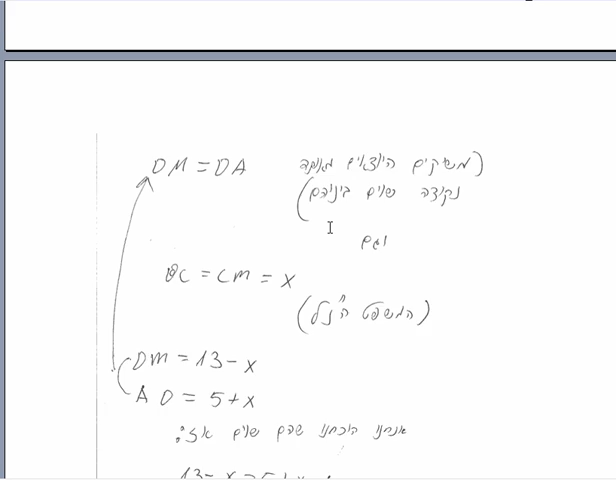 DM = DA (משיקים היוצאים מאותה
נקודה שווים ביניהם)
וגם
BC = CM = x
(המשפט הנ"ל)
DM = 13 - x
AD = 5 + x
אנחנו הוכחנו שהם שווים אז:
13 - x = 5 + x